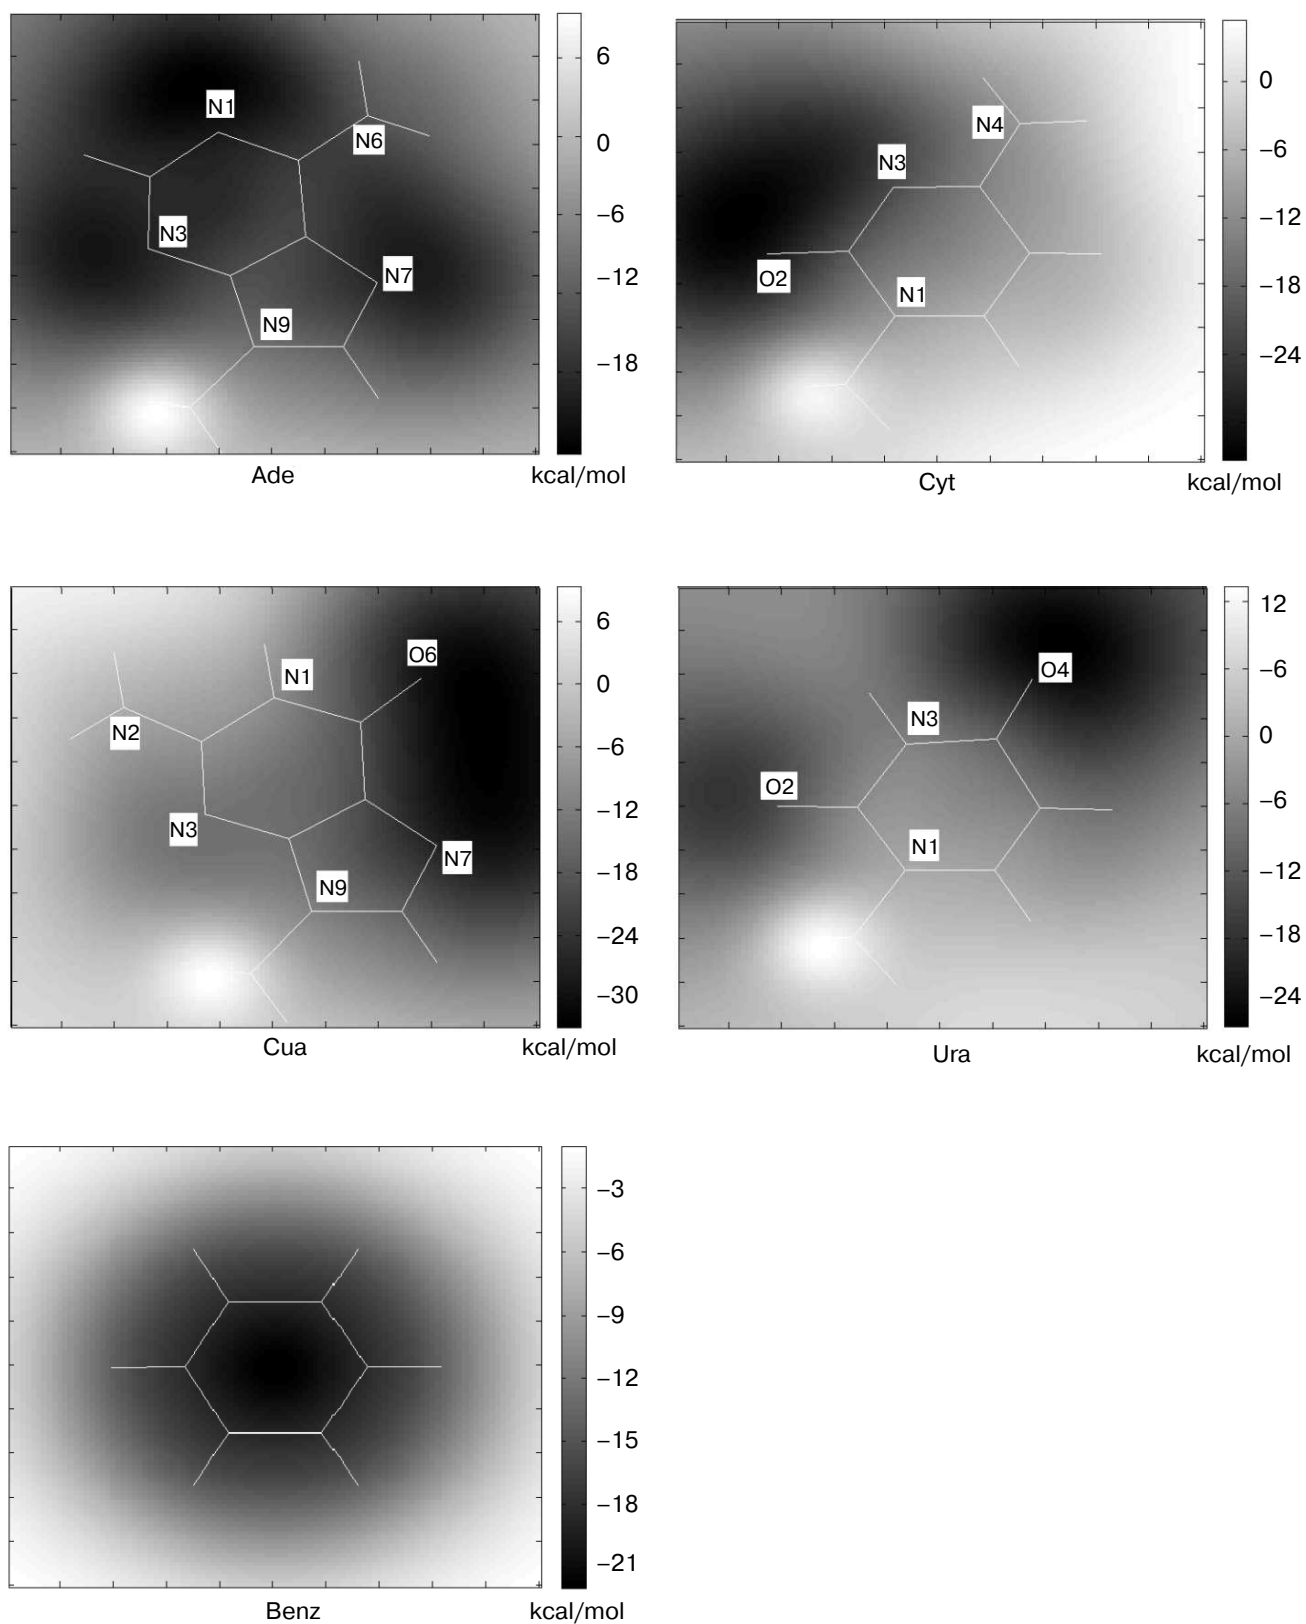 N1
N6
N3
N7
N9
6
0
−6
−12
−18
Ade
kcal/mol
N4
N3
O2
N1
0
−6
−12
−18
−24
Cyt
kcal/mol
O6
N1
N2
N3
N7
N9
6
0
−6
−12
−18
−24
−30
Cua
kcal/mol
O4
N3
O2
N1
12
−6
0
−6
−12
−18
−24
Ura
kcal/mol
−3
−6
−9
−12
−15
−18
−21
Benz
kcal/mol